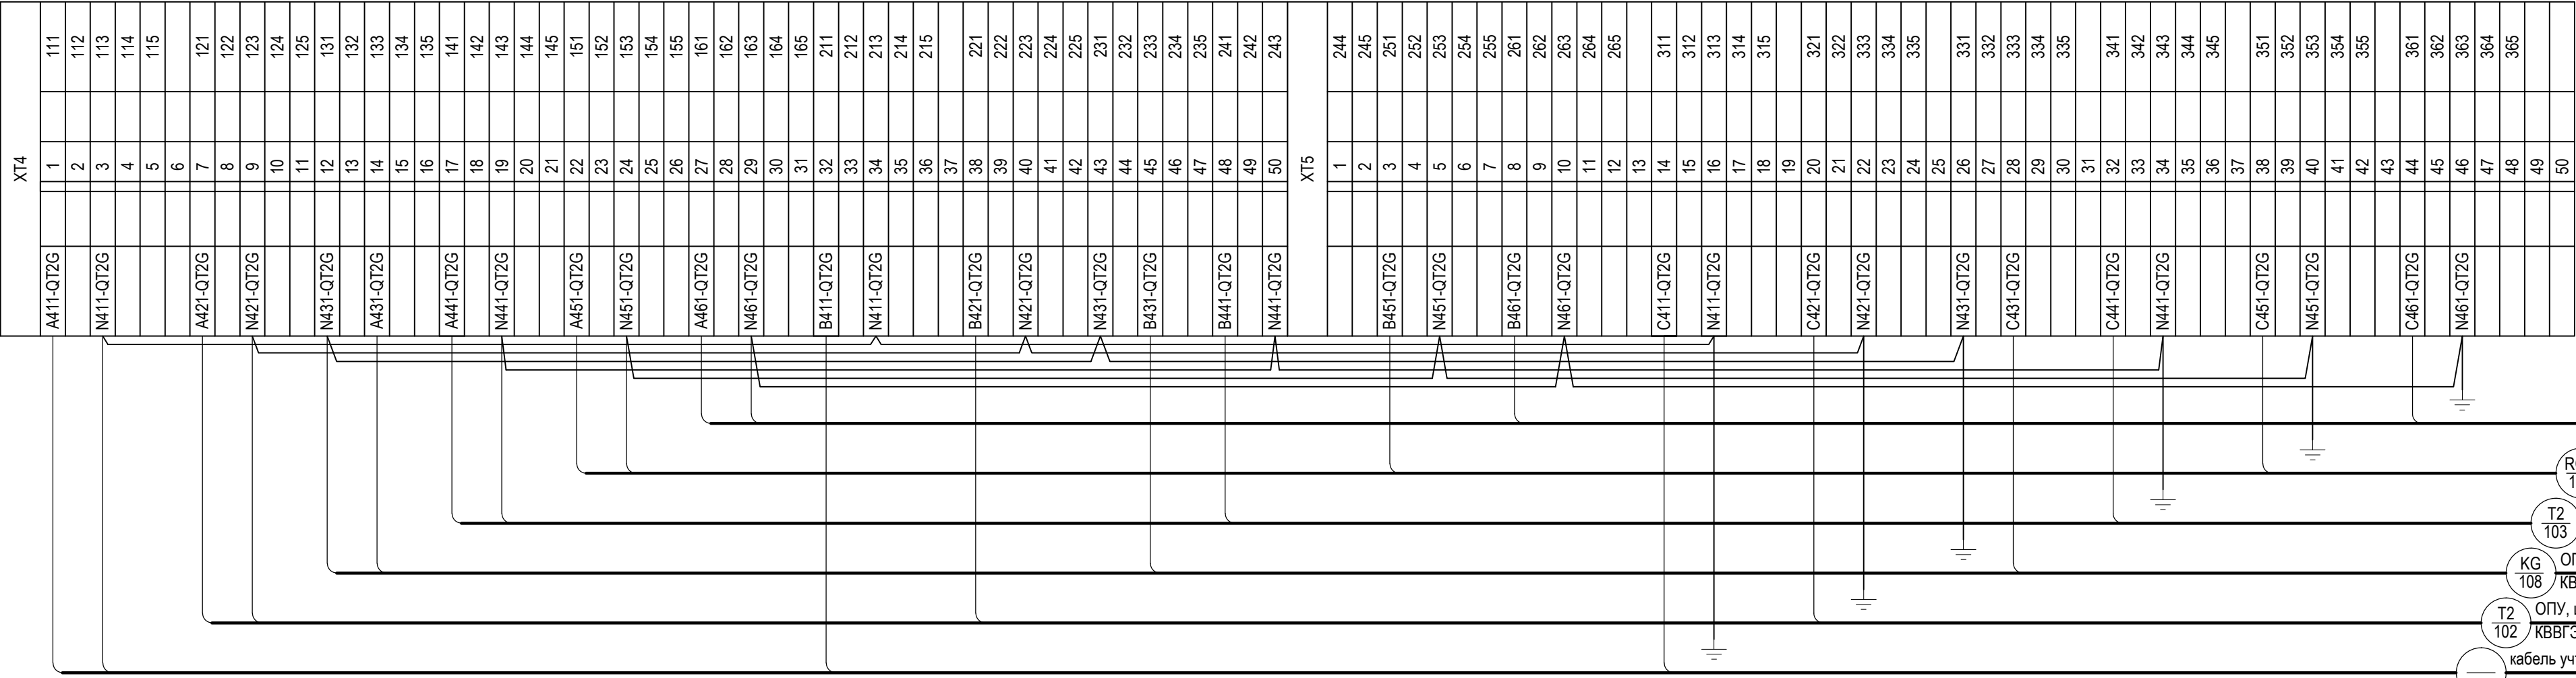 XT4
111 112 113 114 115 121 122 123 124 125 131 132 133 134 135 141 142 143 144 145 151 152 153 154 155 161 162 163 164 165 211 212 213 214 215 221 222 223 224 225 231 232 233 234 235 241 242 243
1 2 3 4 5 6 7 8 9 10 11 12 13 14 15 16 17 18 19 20 21 22 23 24 25 26 27 28 29 30 31 32 33 34 35 36 37 38 39 40 41 42 43 44 45 46 47 48 49 50
A411-QT2G N411-QT2G A421-QT2G N421-QT2G N431-QT2G A431-QT2G A441-QT2G N441-QT2G A451-QT2G N451-QT2G A461-QT2G N461-QT2G B411-QT2G N411-QT2G B421-QT2G N421-QT2G N431-QT2G B431-QT2G B441-QT2G N441-QT2G
XT5
244 245 251 252 253 254 255 261 262 263 264 265 311 312 313 314 315 321 322 333 334 335 331 332 333 334 335 341 342 343 344 345 351 352 353 354 355 361 362 363 364 365
1 2 3 4 5 6 7 8 9 10 11 12 13 14 15 16 17 18 19 20 21 22 23 24 25 26 27 28 29 30 31 32 33 34 35 36 37 38 39 40 41 42 43 44 45 46 47 48 49 50
B451-QT2G N451-QT2G B461-QT2G N461-QT2G C411-QT2G N411-QT2G C421-QT2G N421-QT2G N431-QT2G C431-QT2G C441-QT2G N441-QT2G C451-QT2G N451-QT2G C461-QT2G N461-QT2G
T2
103
KG
108
T2
102
ОПУ,
кабель